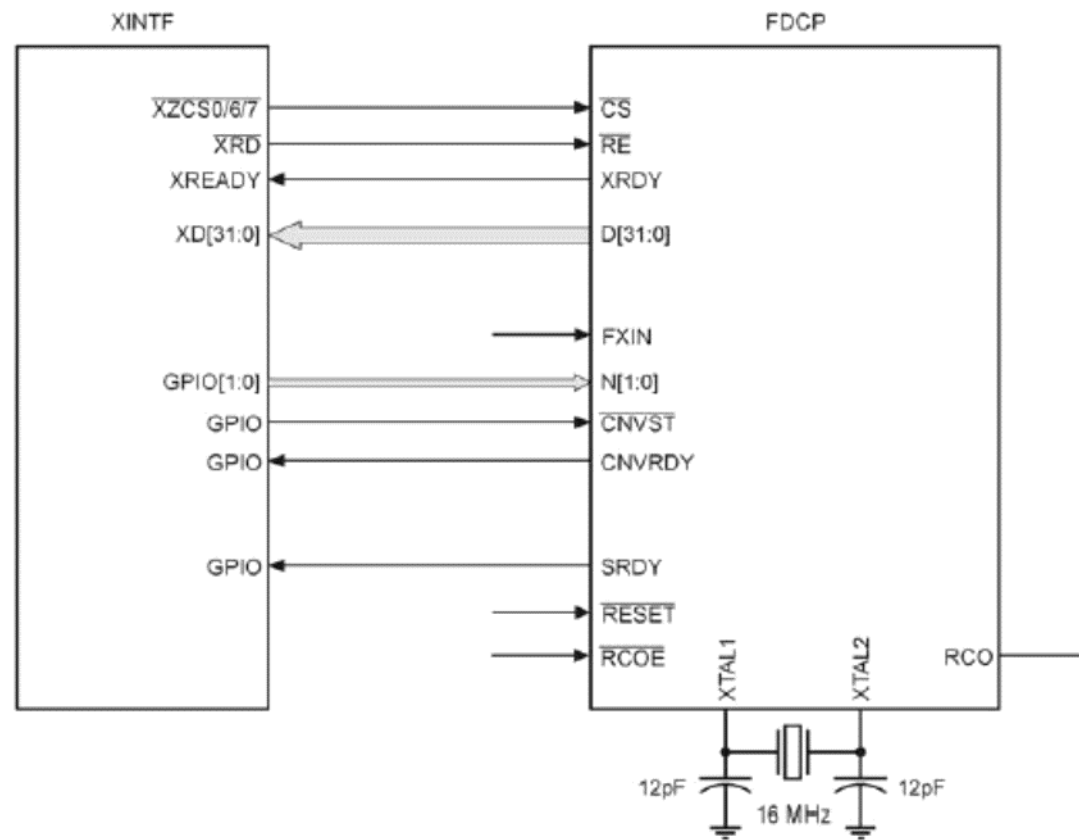 XINTF
FDCP
XZCS0/6/7
CS
XRD
RE
XREADY
XRDY
XD[31:0]
D[31:0]
FXIN
GPIO[1:0]
N[1:0]
GPIO
CNVST
GPIO
CNVRDY
GPIO
SRDY
RESET
RCOE
XTAL1
XTAL2
RCO
12pF
12pF
16 MHz